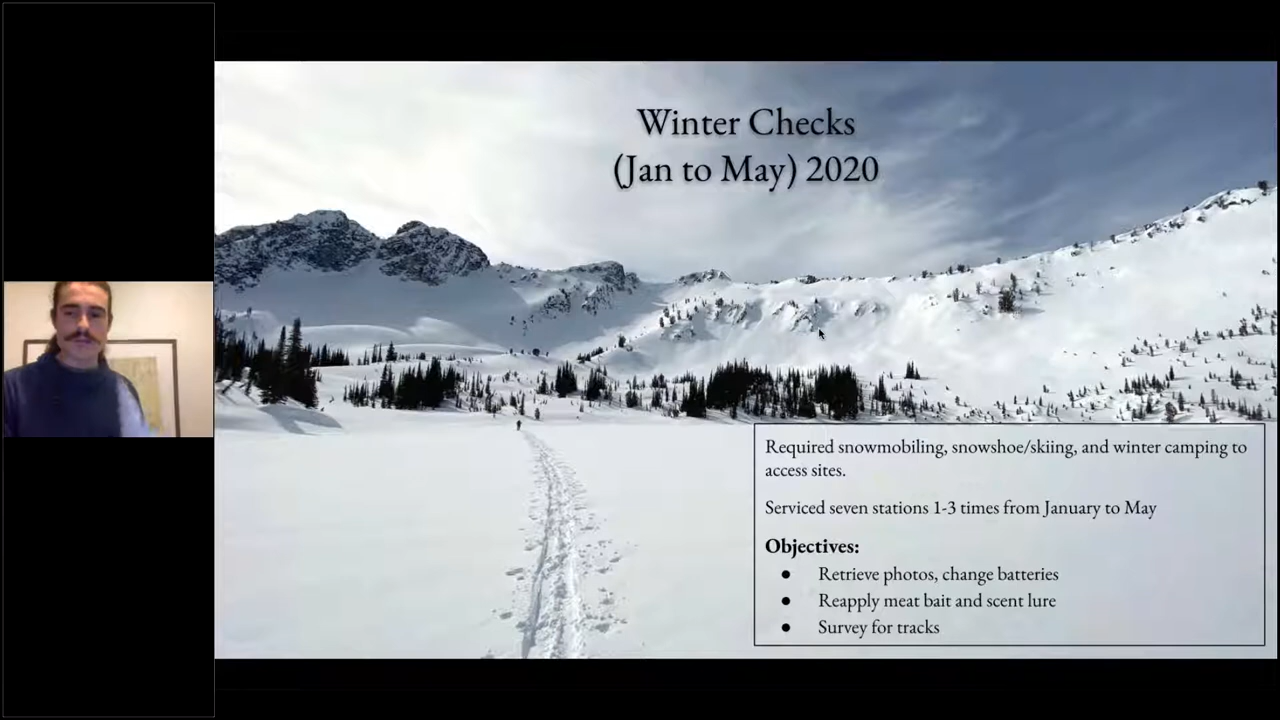 Winter Checks
(Jan to May) 2020
Required snowmobiling, snowshoe/skiing, and winter camping to
access sites.
Serviced seven stations 1-3 times from January to May
Objectives:
● Retrieve photos, change batteries
● Reapply meat bait and scent lure
● Survey for tracks